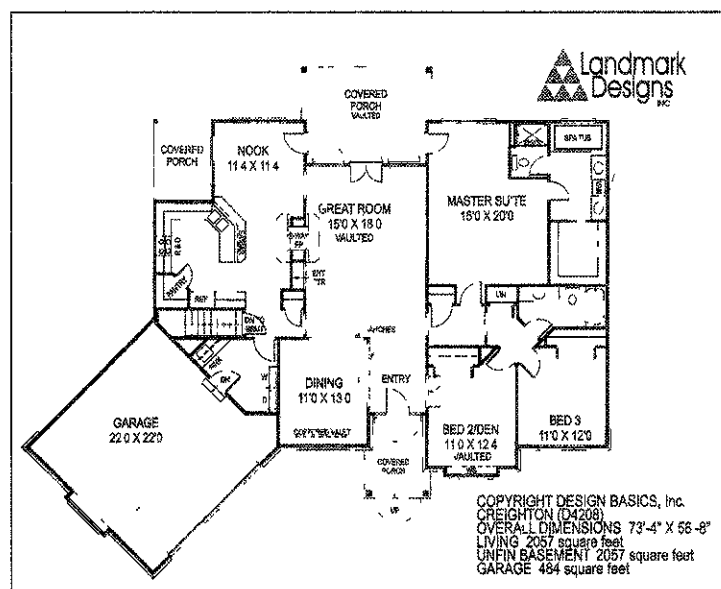 Landmark
Designs
INC
COVERED
PORCH
VAULTED
COVERED
PORCH
NOOK
11 4 X 11 4
SPA TUB
MASTER SUITE
15'0 X 20'0
GREAT ROOM
15'0 X 18 0
VAULTED
PANTRY
REF
LIN
DN
ARCHES
W
D
DINING
11'0 X 13 0
ENTRY
GARAGE
22 0 X 22'0
BED 2/DEN
11 0 X 12 4
VAULTED
BED 3
11'0 X 12'0
COVERED
PORCH
UP
COPYRIGHT DESIGN BASICS, Inc.
CREIGHTON (D4208)
OVERALL DIMENSIONS 73'-4" X 56 -8"
LIVING 2057 square feet
UNFIN BASEMENT 2057 square feet
GARAGE 484 square feet